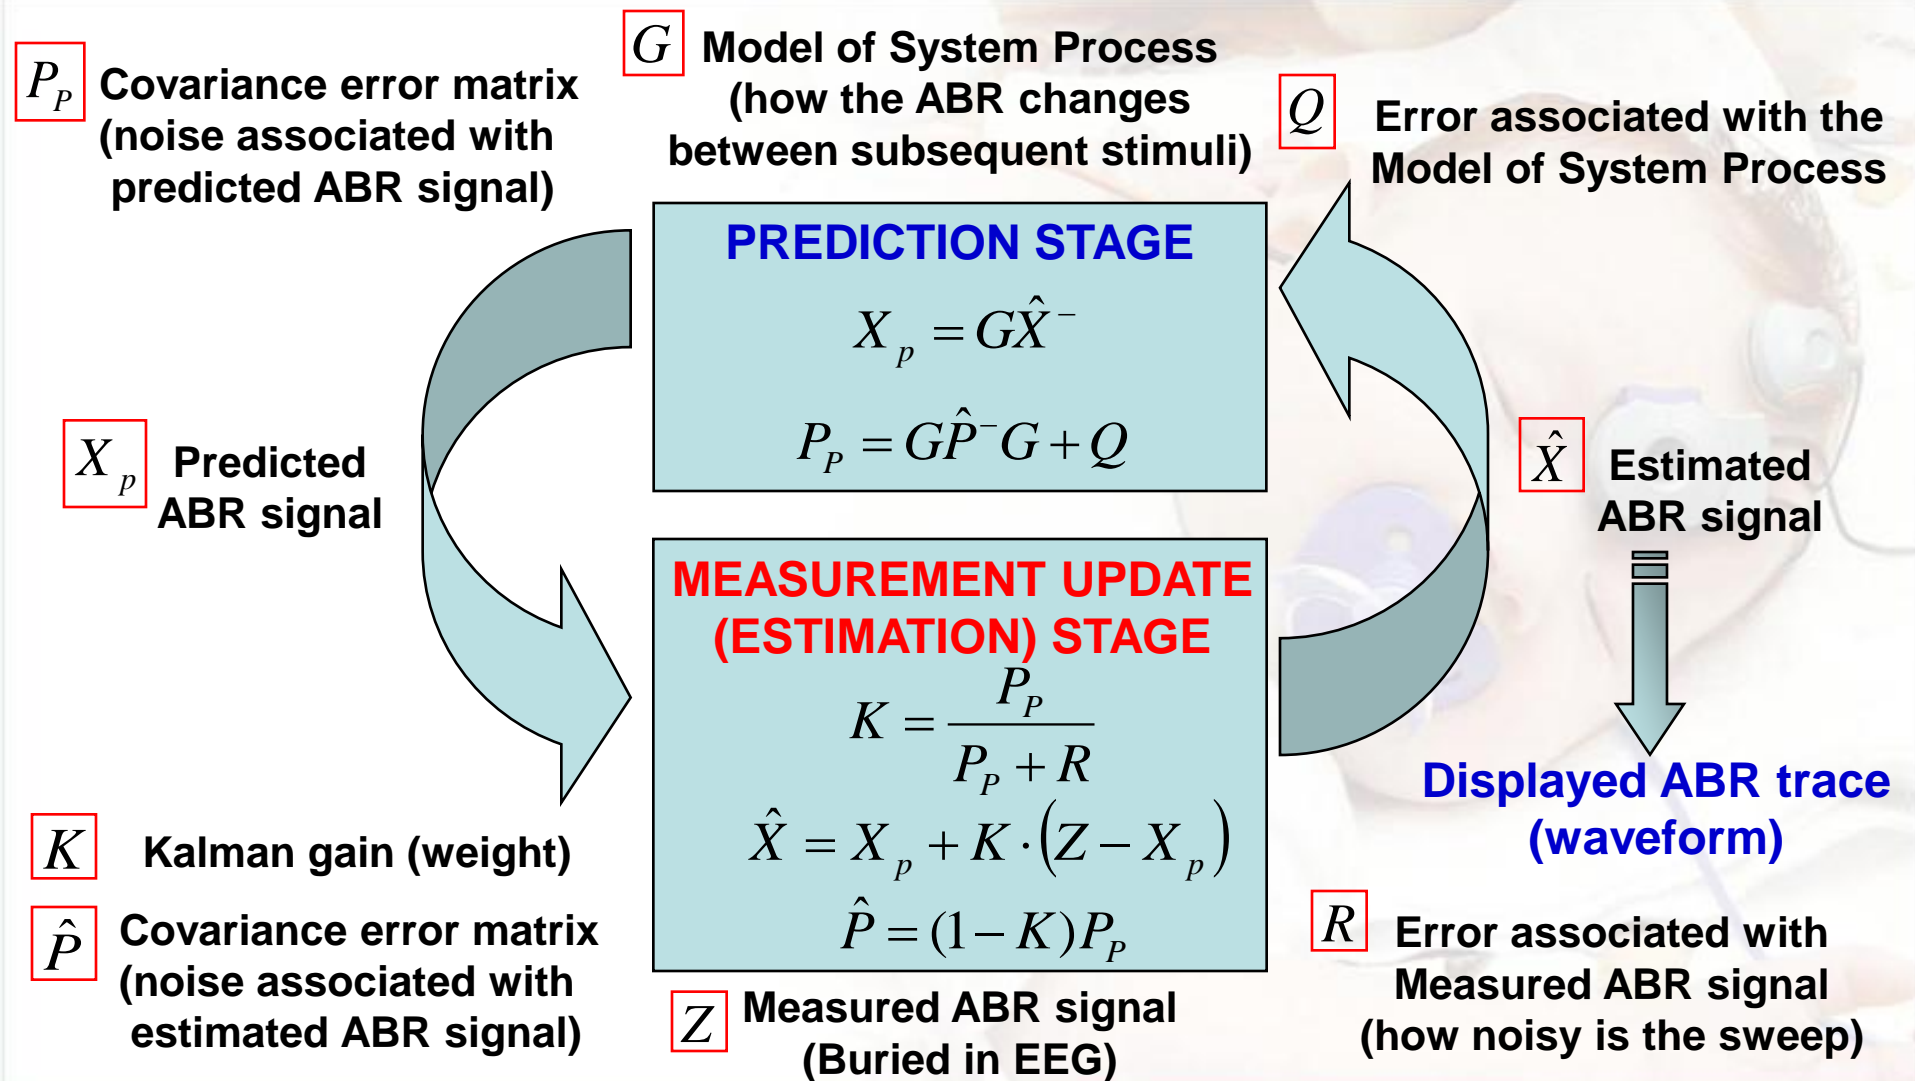 P_P Covariance error matrix
(noise associated with
predicted ABR signal)
G Model of System Process
(how the ABR changes
between subsequent stimuli)
Q Error associated with the
Model of System Process
PREDICTION STAGE
X_p = GX̂⁻
P_P = GP̂⁻G + Q
X_p Predicted
ABR signal
X̂ Estimated
ABR signal
MEASUREMENT UPDATE
(ESTIMATION) STAGE
K = P_P / (P_P + R)
X̂ = X_p + K · (Z − X_p)
P̂ = (1 − K)P_P
Displayed ABR trace
(waveform)
K Kalman gain (weight)
P̂ Covariance error matrix
(noise associated with
estimated ABR signal)
Z Measured ABR signal
(Buried in EEG)
R Error associated with
Measured ABR signal
(how noisy is the sweep)